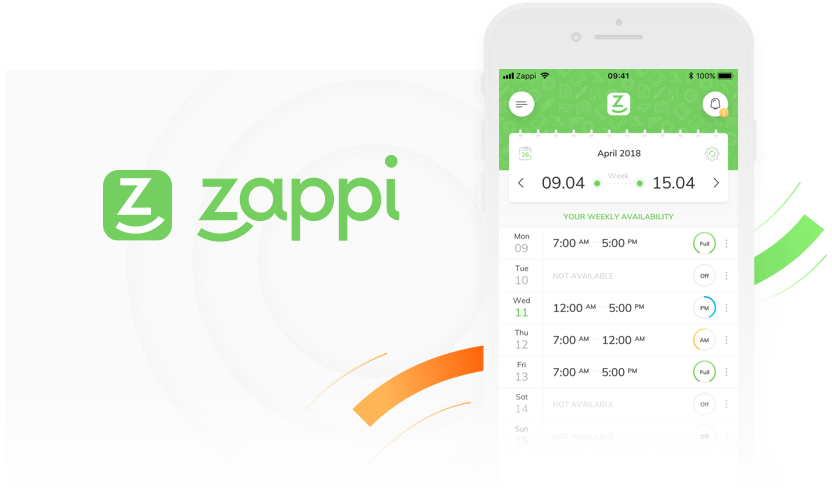 Zappi 09:41 100%
Z
26 April 2018
Week
09.04 15.04
Z zappi
YOUR WEEKLY AVAILABILITY
Mon
09 7:00 AM 5:00 PM Full
Tue
10 NOT AVAILABLE Off
Wed
11 12:00 AM 5:00 PM PM
Thu
12 7:00 AM 12:00 AM AM
Fri
13 7:00 AM 5:00 PM Full
Sat
14 NOT AVAILABLE Off
Sun
15 NOT AVAILABLE Off